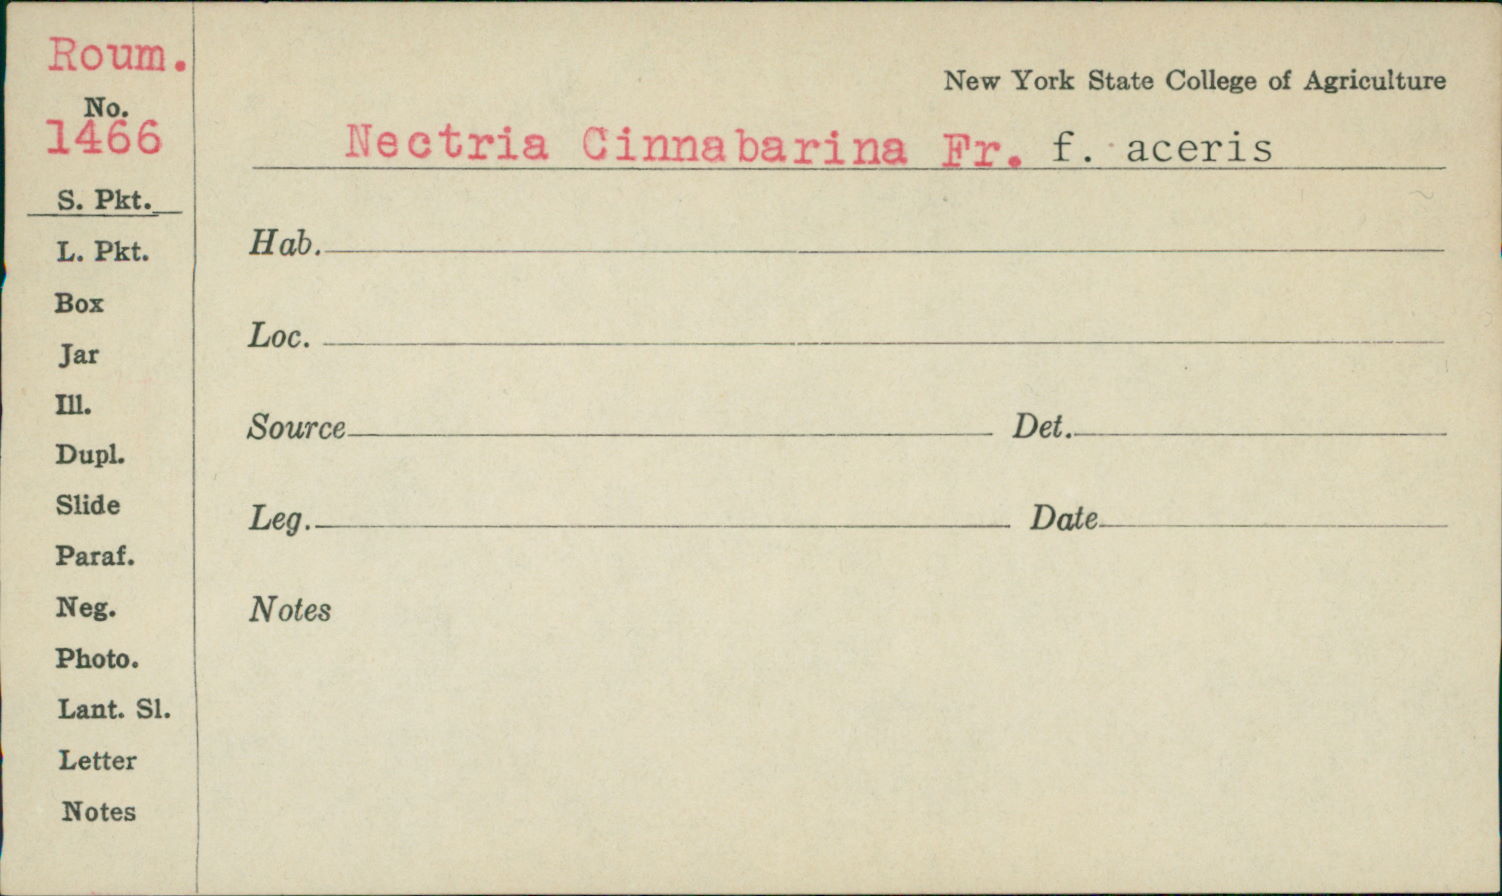 Roum.
No.
1466
S. Pkt.
L. Pkt.
Box
Jar
Ill.
Dupl.
Slide
Paraf.
Neg.
Photo.
Lant. Sl.
Letter
Notes
New York State College of Agriculture
Nectria Cinnabarina Fr. f. aceris
Hab.
Loc.
Source Det.
Leg. Date
Notes